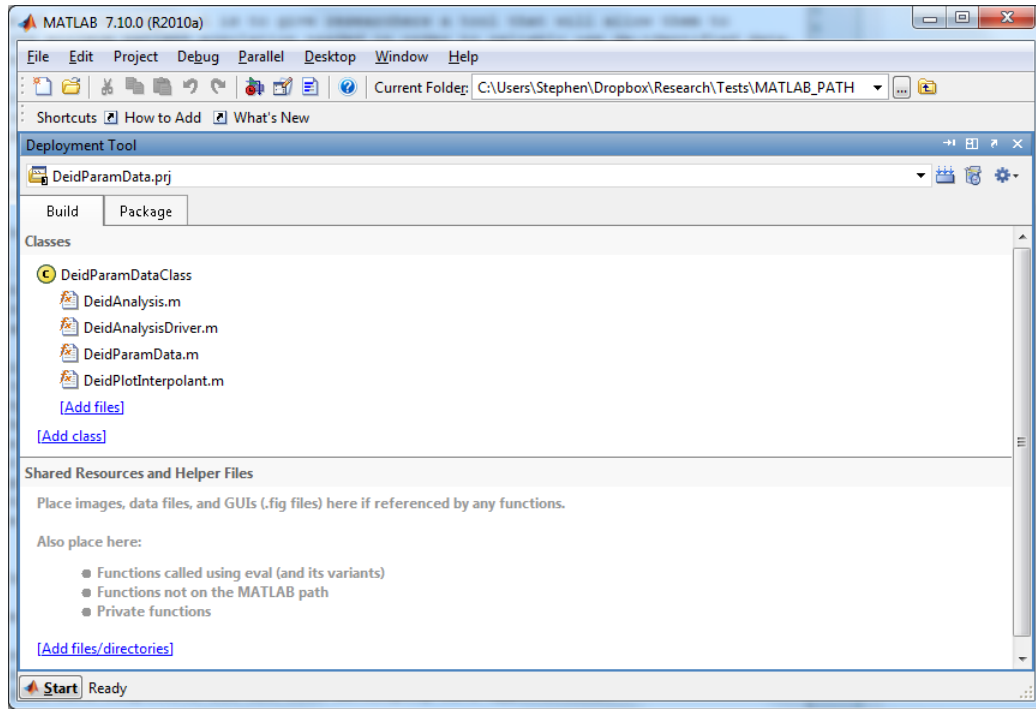 MATLAB 7.10.0 (R2010a)
File Edit Project Debug Parallel Desktop Window Help
Current Folder: C:\Users\Stephen\Dropbox\Research\Tests\MATLAB_PATH ...
Shortcuts How to Add What's New
Deployment Tool
DeidParamData.prj
Build Package
Classes
C DeidParamDataClass
DeidAnalysis.m
DeidAnalysisDriver.m
DeidParamData.m
DeidPlotInterpolant.m
[Add files]
[Add class]
Shared Resources and Helper Files
Place images, data files, and GUIs (.fig files) here if referenced by any functions.
Also place here:
Functions called using eval (and its variants)
Functions not on the MATLAB path
Private functions
[Add files/directories]
Start Ready